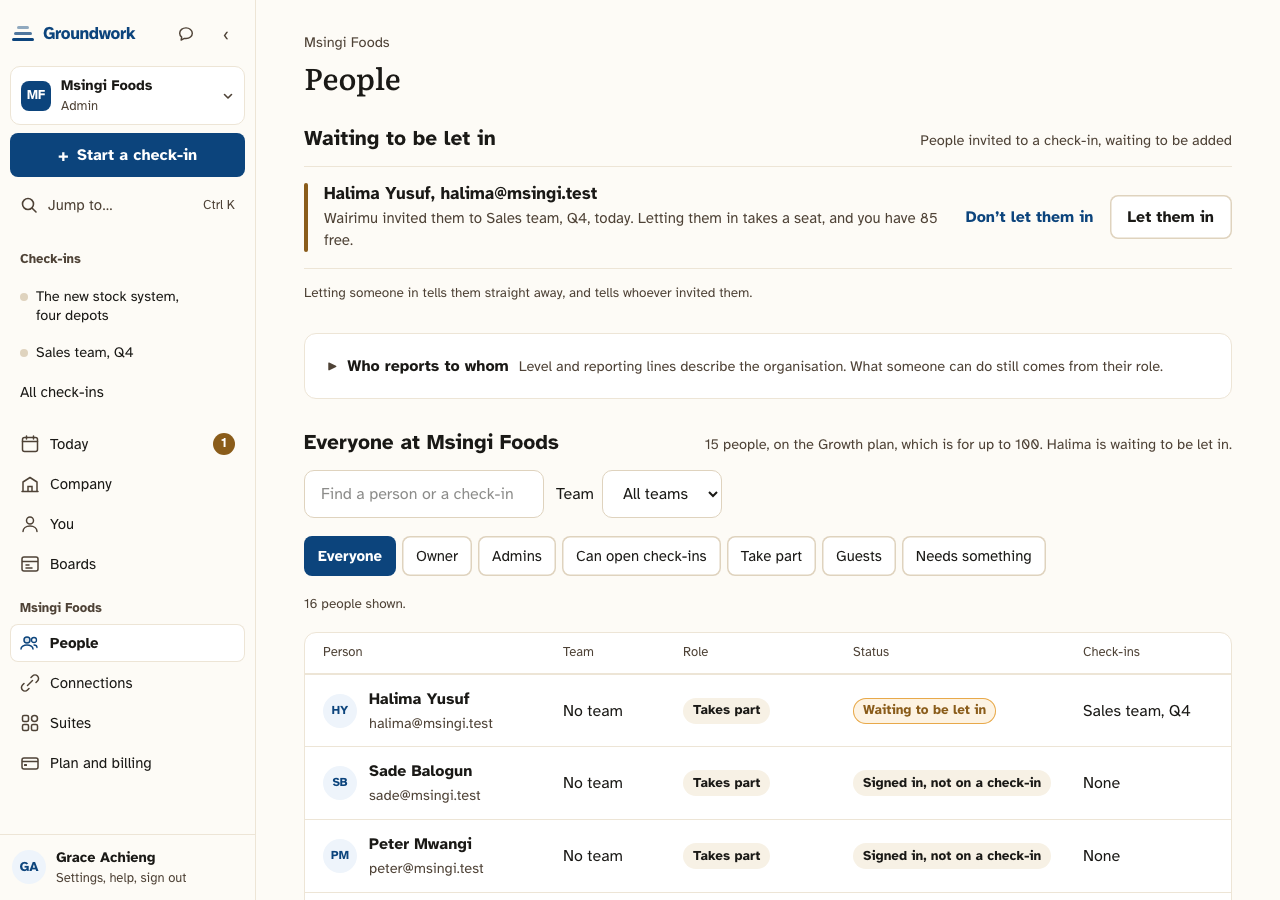 Groundwork
MF
Msingi Foods
Admin
+ Start a check-in
Jump to...
Ctrl K
Check-ins
The new stock system,
four depots
Sales team, Q4
All check-ins
Today
1
Company
You
Boards
Msingi Foods
People
Connections
Suites
Plan and billing
GA
Grace Achieng
Settings, help, sign out
Msingi Foods
People
Waiting to be let in
People invited to a check-in, waiting to be added
Halima Yusuf, halima@msingi.test
Wairimu invited them to Sales team, Q4, today. Letting them in takes a seat, and you have 85
free.
Don’t let them in
Let them in
Letting someone in tells them straight away, and tells whoever invited them.
Who reports to whom Level and reporting lines describe the organisation. What someone can do still comes from their role.
Everyone at Msingi Foods
15 people, on the Growth plan, which is for up to 100. Halima is waiting to be let in.
Find a person or a check-in
Team
All teams
Everyone
Owner
Admins
Can open check-ins
Take part
Guests
Needs something
16 people shown.
Person Team Role Status Check-ins
HY
Halima Yusuf
halima@msingi.test
No team
Takes part
Waiting to be let in
Sales team, Q4
SB
Sade Balogun
sade@msingi.test
No team
Takes part
Signed in, not on a check-in
None
PM
Peter Mwangi
peter@msingi.test
No team
Takes part
Signed in, not on a check-in
None